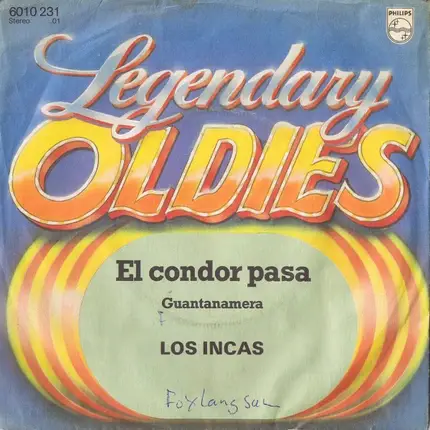 6010 231
Stereo .01
PHILIPS
Legendary
OLDIES
El condor pasa
Guantanamera
I
LOS INCAS